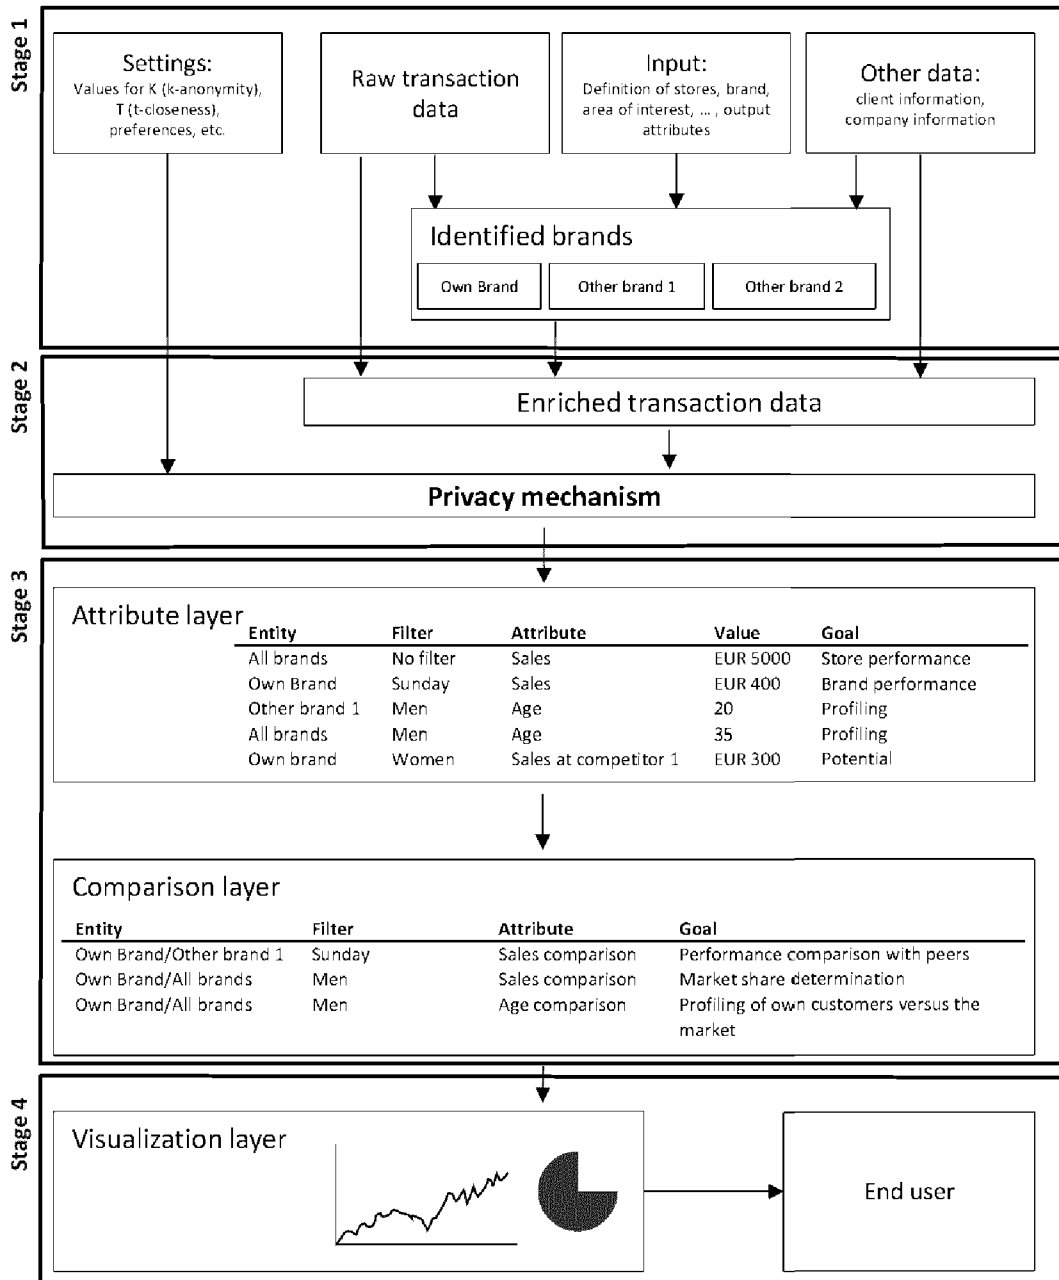 Stage 1
Settings:
Values for K (k-anonymity),
T (t-closeness),
preferences, etc.
Raw transaction
data
Input:
Definition of stores, brand,
area of interest, ... , output
attributes
Other data:
client information,
company information
Identified brands
Own Brand
Other brand 1
Other brand 2
Stage 2
Enriched transaction data
Privacy mechanism
Stage 3
Attribute layer
Entity Filter Attribute Value Goal
All brands No filter Sales EUR 5000 Store performance
Own Brand Sunday Sales EUR 400 Brand performance
Other brand 1 Men Age 20 Profiling
All brands Men Age 35 Profiling
Own brand Women Sales at competitor 1 EUR 300 Potential
Comparison layer
Entity Filter Attribute Goal
Own Brand/Other brand 1 Sunday Sales comparison Performance comparison with peers
Own Brand/All brands Men Sales comparison Market share determination
Own Brand/All brands Men Age comparison Profiling of own customers versus the
market
Stage 4
Visualization layer
End user